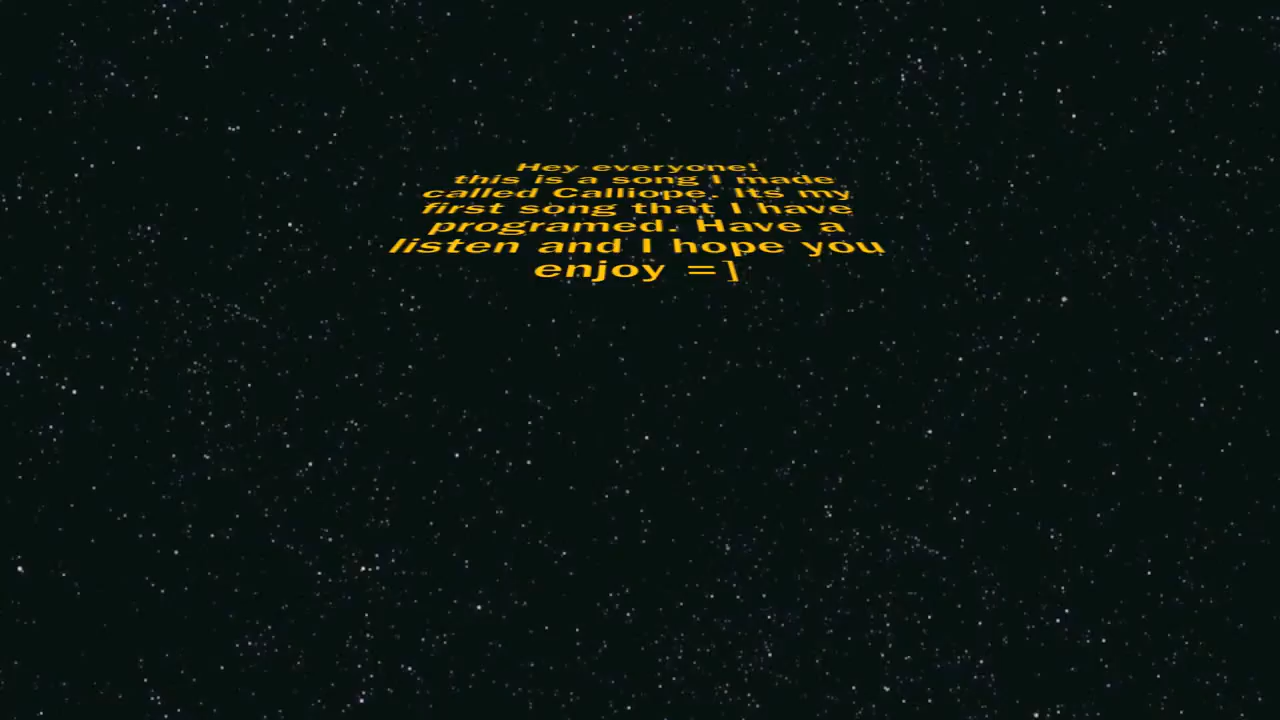 Hey everyone!
this is a song I made
called Calliope. Its my
first song that I have
programed. Have a
listen and I hope you
enjoy =]